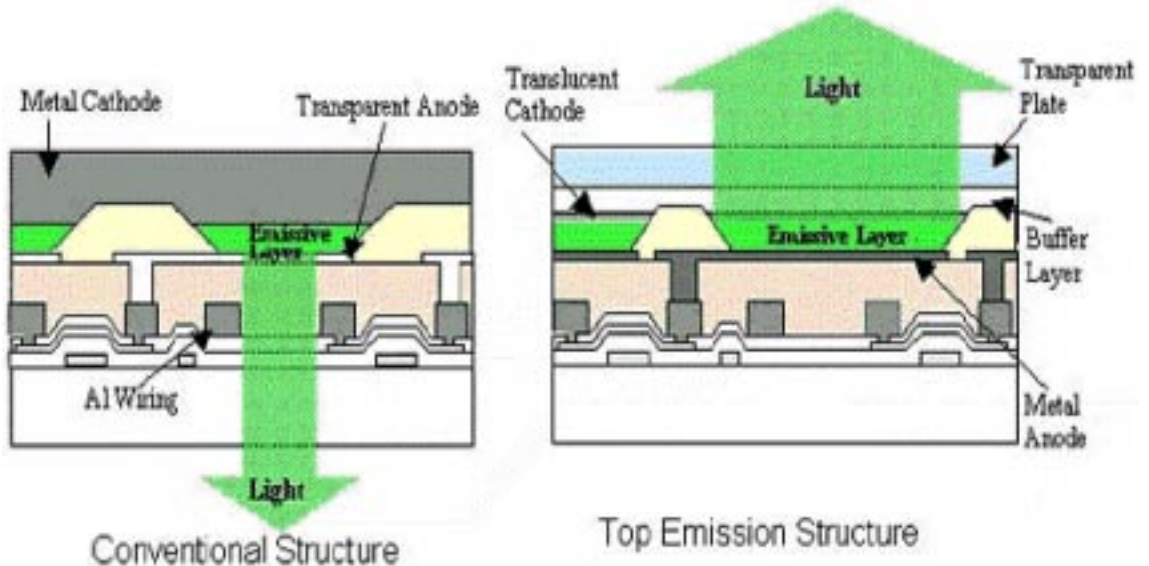 Metal Cathode
Transparent Anode
Emissive
Layer
Al Wiring
Light
Conventional Structure
Translucent
Cathode
Light
Transparent
Plate
Emissive Layer
Buffer
Layer
Metal
Anode
Top Emission Structure